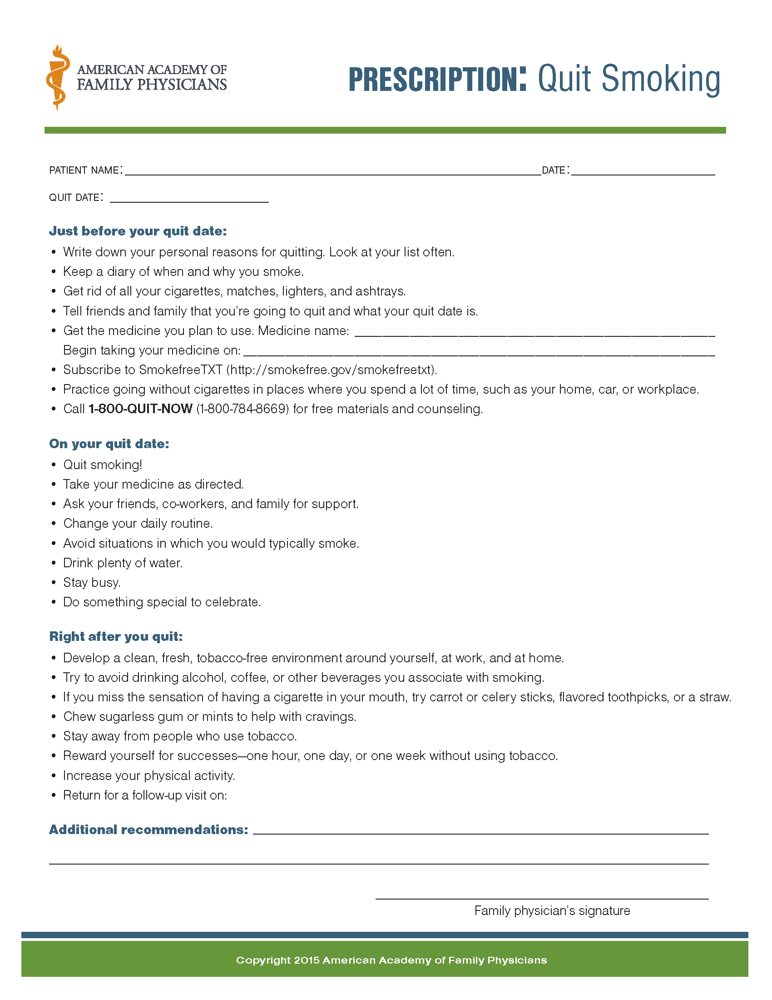 AMERICAN ACADEMY OF
FAMILY PHYSICIANS
PRESCRIPTION: Quit Smoking
PATIENT NAME: DATE:
QUIT DATE:
Just before your quit date:
• Write down your personal reasons for quitting. Look at your list often.
• Keep a diary of when and why you smoke.
• Get rid of all your cigarettes, matches, lighters, and ashtrays.
• Tell friends and family that you’re going to quit and what your quit date is.
• Get the medicine you plan to use. Medicine name:
Begin taking your medicine on:
• Subscribe to SmokefreeTXT (http://smokefree.gov/smokefreetxt).
• Practice going without cigarettes in places where you spend a lot of time, such as your home, car, or workplace.
• Call 1-800-QUIT-NOW (1-800-784-8669) for free materials and counseling.
On your quit date:
• Quit smoking!
• Take your medicine as directed.
• Ask your friends, co-workers, and family for support.
• Change your daily routine.
• Avoid situations in which you would typically smoke.
• Drink plenty of water.
• Stay busy.
• Do something special to celebrate.
Right after you quit:
• Develop a clean, fresh, tobacco-free environment around yourself, at work, and at home.
• Try to avoid drinking alcohol, coffee, or other beverages you associate with smoking.
• If you miss the sensation of having a cigarette in your mouth, try carrot or celery sticks, flavored toothpicks, or a straw.
• Chew sugarless gum or mints to help with cravings.
• Stay away from people who use tobacco.
• Reward yourself for successes—one hour, one day, or one week without using tobacco.
• Increase your physical activity.
• Return for a follow-up visit on:
Additional recommendations:
Family physician’s signature
Copyright 2015 American Academy of Family Physicians